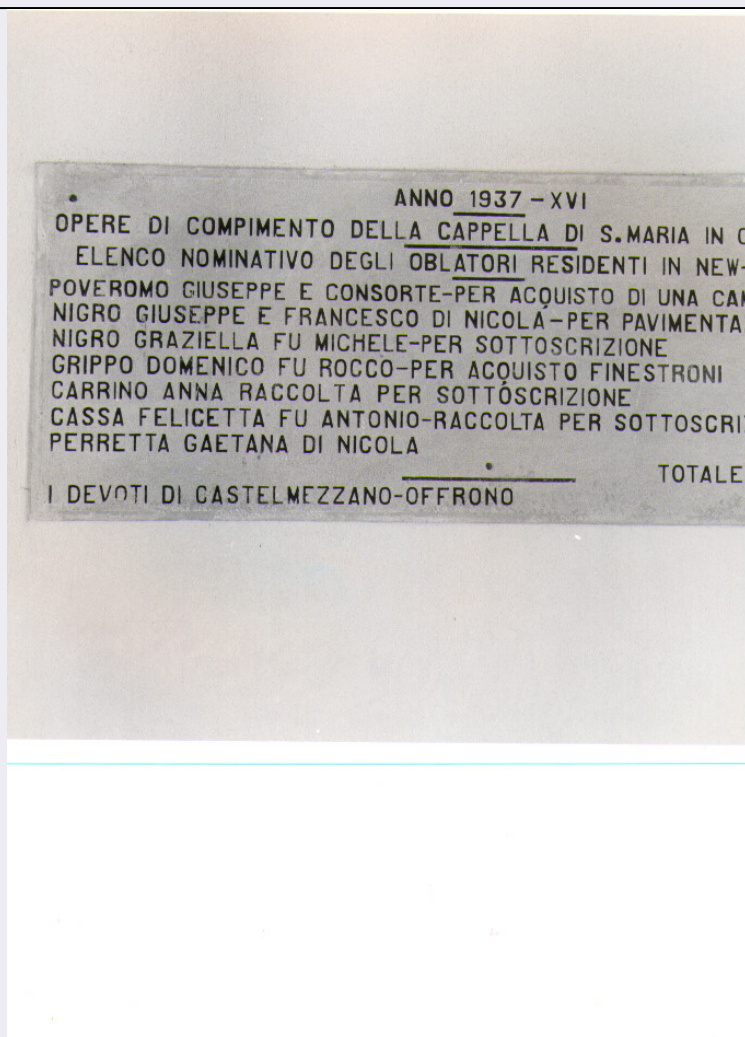 ANNO 1937 - XVI
OPERE DI COMPIMENTO DELLA CAPPELLA DI S. MARIA IN
ELENCO NOMINATIVO DEGLI OBLATORI RESIDENTI IN NEW-
POVEROMO GIUSEPPE E CONSORTE-PER ACQUISTO DI UNA
NIGRO GIUSEPPE E FRANCESCO DI NICOLA-PER PAVIMENTA
NIGRO GRAZIELLA FU MICHELE-PER SOTTOSCRIZIONE
GRIPPO DOMENICO FU ROCCO-PER ACQUISTO FINESTRONI
CARRINO ANNA RACCOLTA PER SOTTOSCRIZIONE
CASSA FELICETTA FU ANTONIO-RACCOLTA PER SOTTOSCRI
PERRETTA GAETANA DI NICOLA
TOTALE
I DEVOTI DI CASTELMEZZANO-OFFRONO